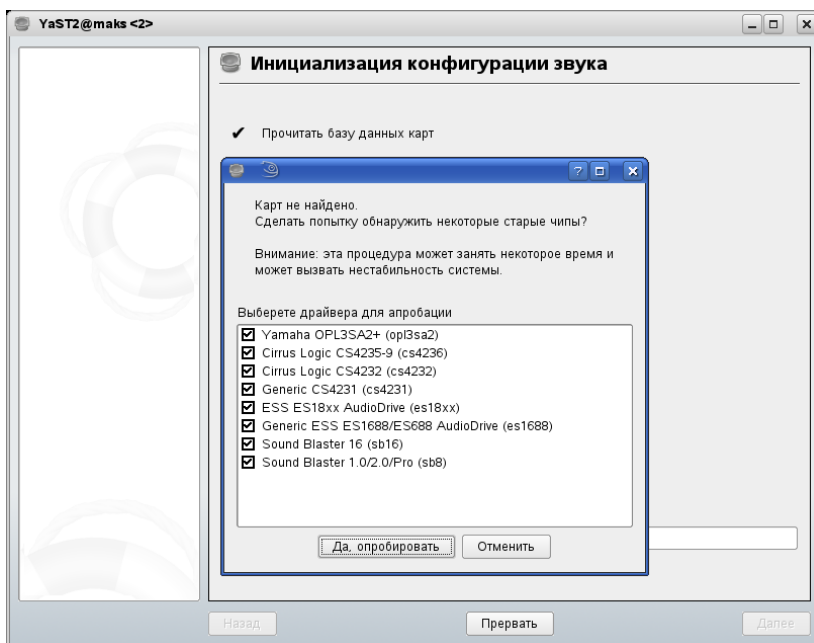 YaST2@maks <2>
Инициализация конфигурации звука
Прочитать базу данных карт
Карт не найдено.
Сделать попытку обнаружить некоторые старые чипы?
Внимание: эта процедура может занять некоторое время и
может вызвать нестабильность системы.
Выберете драйвера для апробации
Yamaha OPL3SA2+ (opl3sa2)
Cirrus Logic CS4235-9 (cs4236)
Cirrus Logic CS4232 (cs4232)
Generic CS4231 (cs4231)
ESS ES18xx AudioDrive (es18xx)
Generic ESS ES1688/ES688 AudioDrive (es1688)
Sound Blaster 16 (sb16)
Sound Blaster 1.0/2.0/Pro (sb8)
Да, опробировать Отменить
Назад Прервать Далее